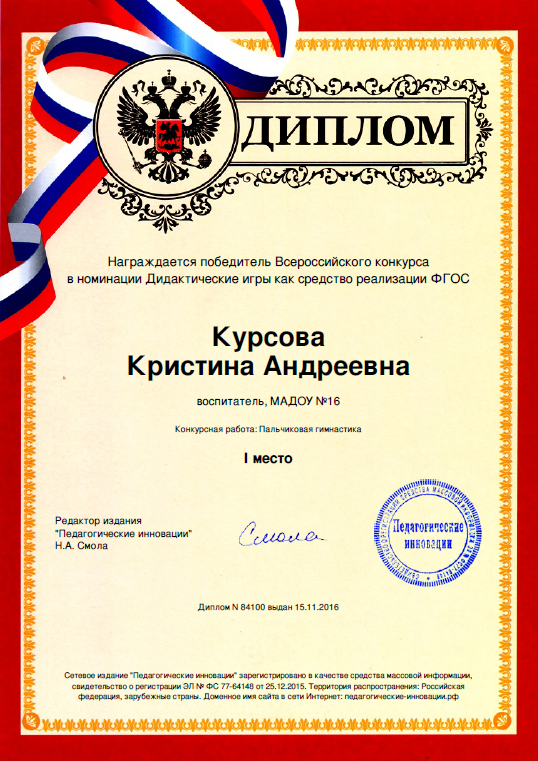 ДИПЛОМ
Награждается победитель Всероссийского конкурса
в номинации Дидактические игры как средство реализации ФГОС
Курсова
Кристина Андреевна
воспитатель, МАДОУ №16
Конкурсная работа: Пальчиковая гимнастика
I место
Редактор издания
"Педагогические инновации"
Н.А. Смола
Смола
Педагогические
инновации
Диплом N 84100 выдан 15.11.2016
Сетевое издание "Педагогические инновации" зарегистрировано в качестве средства массовой информации,
свидетельство о регистрации ЭЛ № ФС 77-64148 от 25.12.2015. Территория распространения: Российская
федерация, зарубежные страны. Доменное имя сайта в сети Интернет: педагогические-инновации.рф